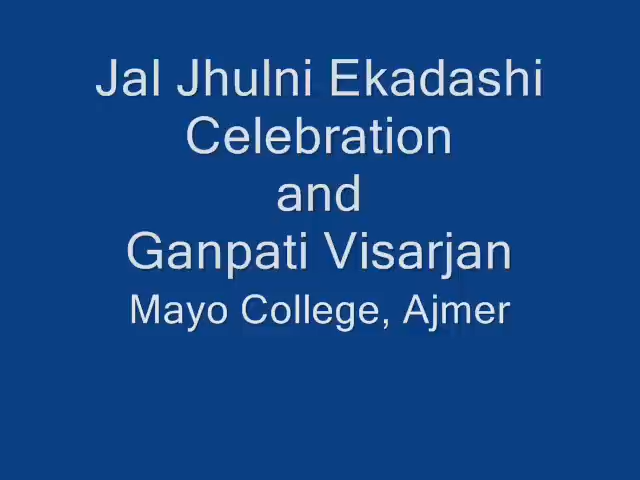 Jal Jhulni Ekadashi
Celebration
and
Ganpati Visarjan
Mayo College, Ajmer